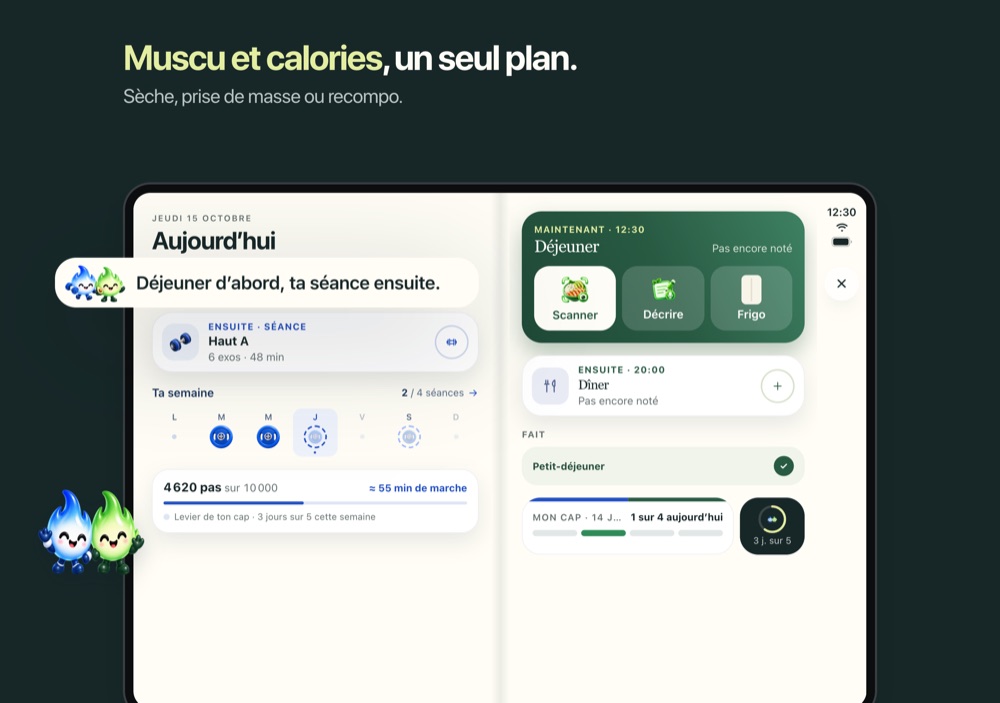 Muscu et calories, un seul plan.
Sèche, prise de masse ou recompo.
JEUDI 15 OCTOBRE
Aujourd'hui
Déjeuner d'abord, ta séance ensuite.
ENSUITE · SÉANCE
Haut A
6 exos · 48 min
Ta semaine
2 / 4 séances →
L M M J V S D
4 620 pas sur 10 000
≈ 55 min de marche
Levier de ton cap · 3 jours sur 5 cette semaine
MAINTENANT · 12:30
Déjeuner
Pas encore noté
Scanner
Décrire
Frigo
ENSUITE · 20:00
Dîner
Pas encore noté
FAIT
Petit-déjeuner
MON CAP · 14 J... 1 sur 4 aujourd'hui
3 j. sur 5
12:30